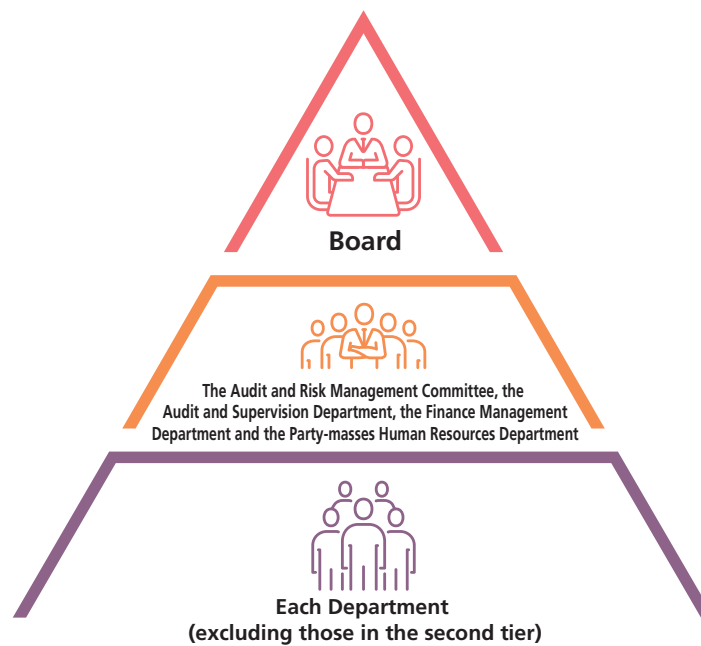 Board
The Audit and Risk Management Committee, the
Audit and Supervision Department, the Finance Management
Department and the Party-masses Human Resources Department
Each Department
(excluding those in the second tier)